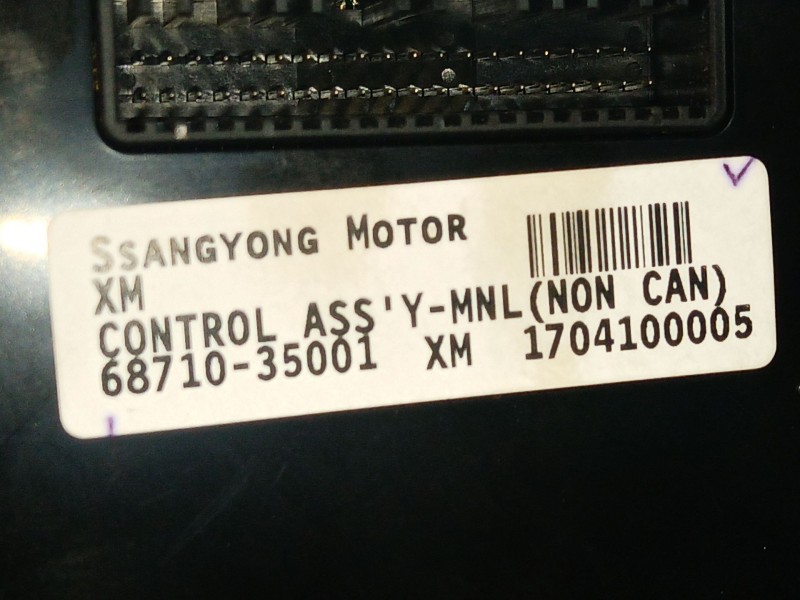 SSANGYONG MOTOR
XM
CONTROL ASS'Y-MNL(NON CAN)
68710-35001 XM 1704100005